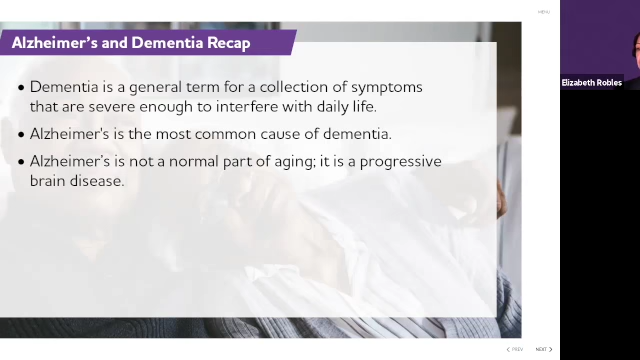 MENU
Alzheimer's and Dementia Recap
• Dementia is a general term for a collection of symptoms
that are severe enough to interfere with daily life.
• Alzheimer's is the most common cause of dementia.
• Alzheimer's is not a normal part of aging; it is a progressive
brain disease.
Elizabeth Robles
< PREV
NEXT >